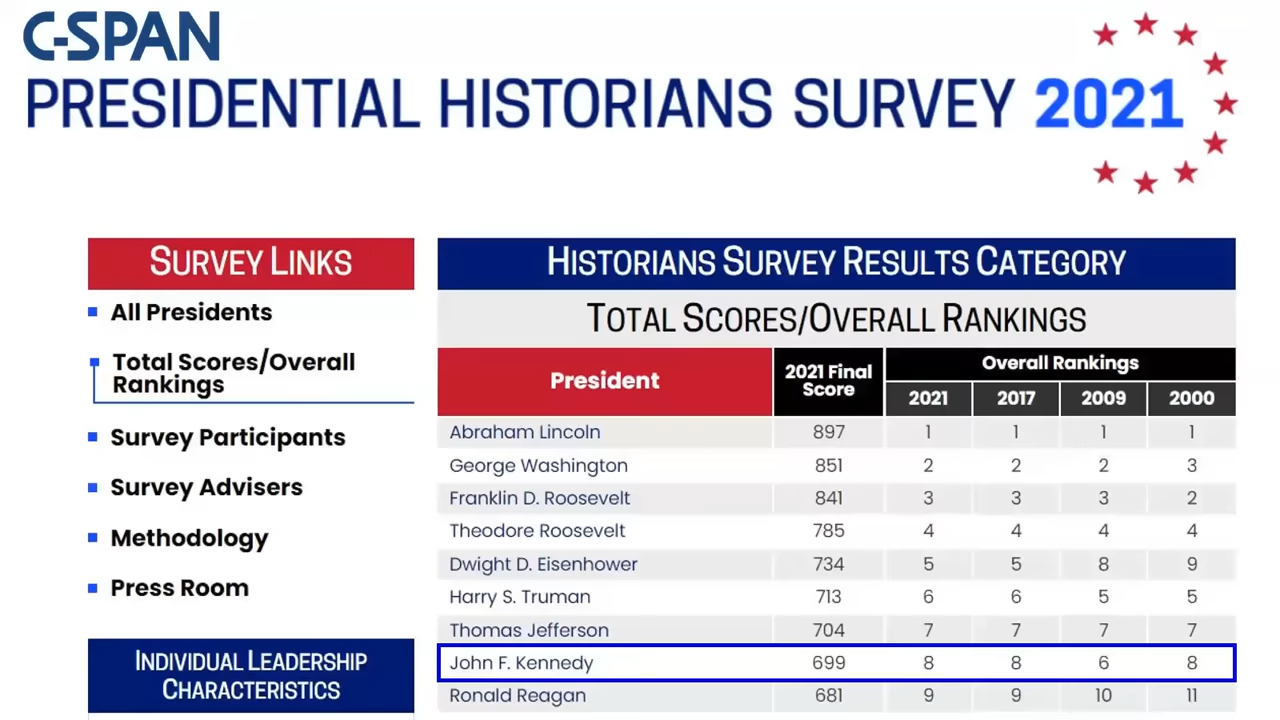 C-SPAN
PRESIDENTIAL HISTORIANS SURVEY 2021
SURVEY LINKS
All Presidents
Total Scores/Overall
Rankings
Survey Participants
Survey Advisers
Methodology
Press Room
INDIVIDUAL LEADERSHIP
CHARACTERISTICS
HISTORIANS SURVEY RESULTS CATEGORY
TOTAL SCORES/OVERALL RANKINGS
President 2021 Final Score Overall Rankings
2021 2017 2009 2000
Abraham Lincoln 897 1 1 1 1
George Washington 851 2 2 2 3
Franklin D. Roosevelt 841 3 3 3 2
Theodore Roosevelt 785 4 4 4 4
Dwight D. Eisenhower 734 5 5 8 9
Harry S. Truman 713 6 6 5 5
Thomas Jefferson 704 7 7 7 7
John F. Kennedy 699 8 8 6 8
Ronald Reagan 681 9 9 10 11